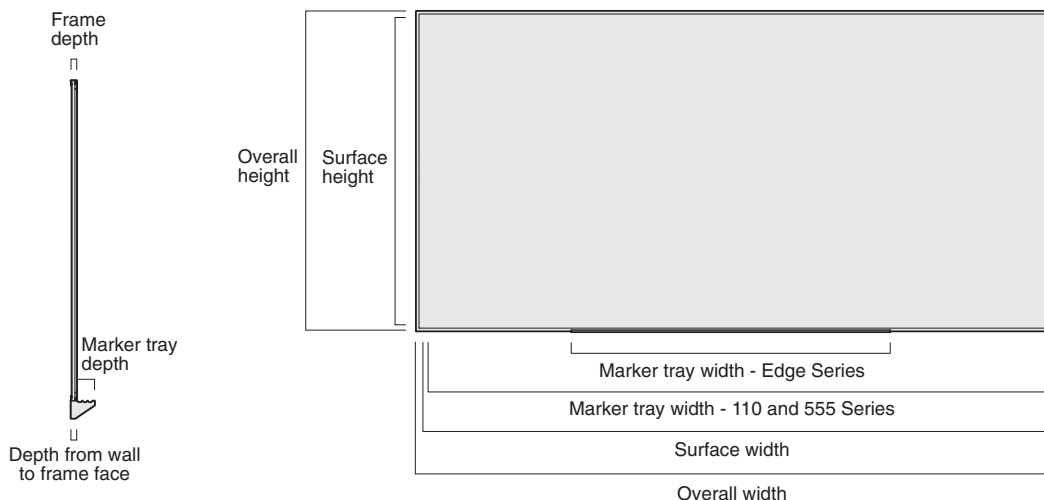 Frame
depth
Overall
height
Surface
height
Marker tray
depth
Depth from wall
to frame face
Marker tray width - Edge Series
Marker tray width - 110 and 555 Series
Surface width
Overall width